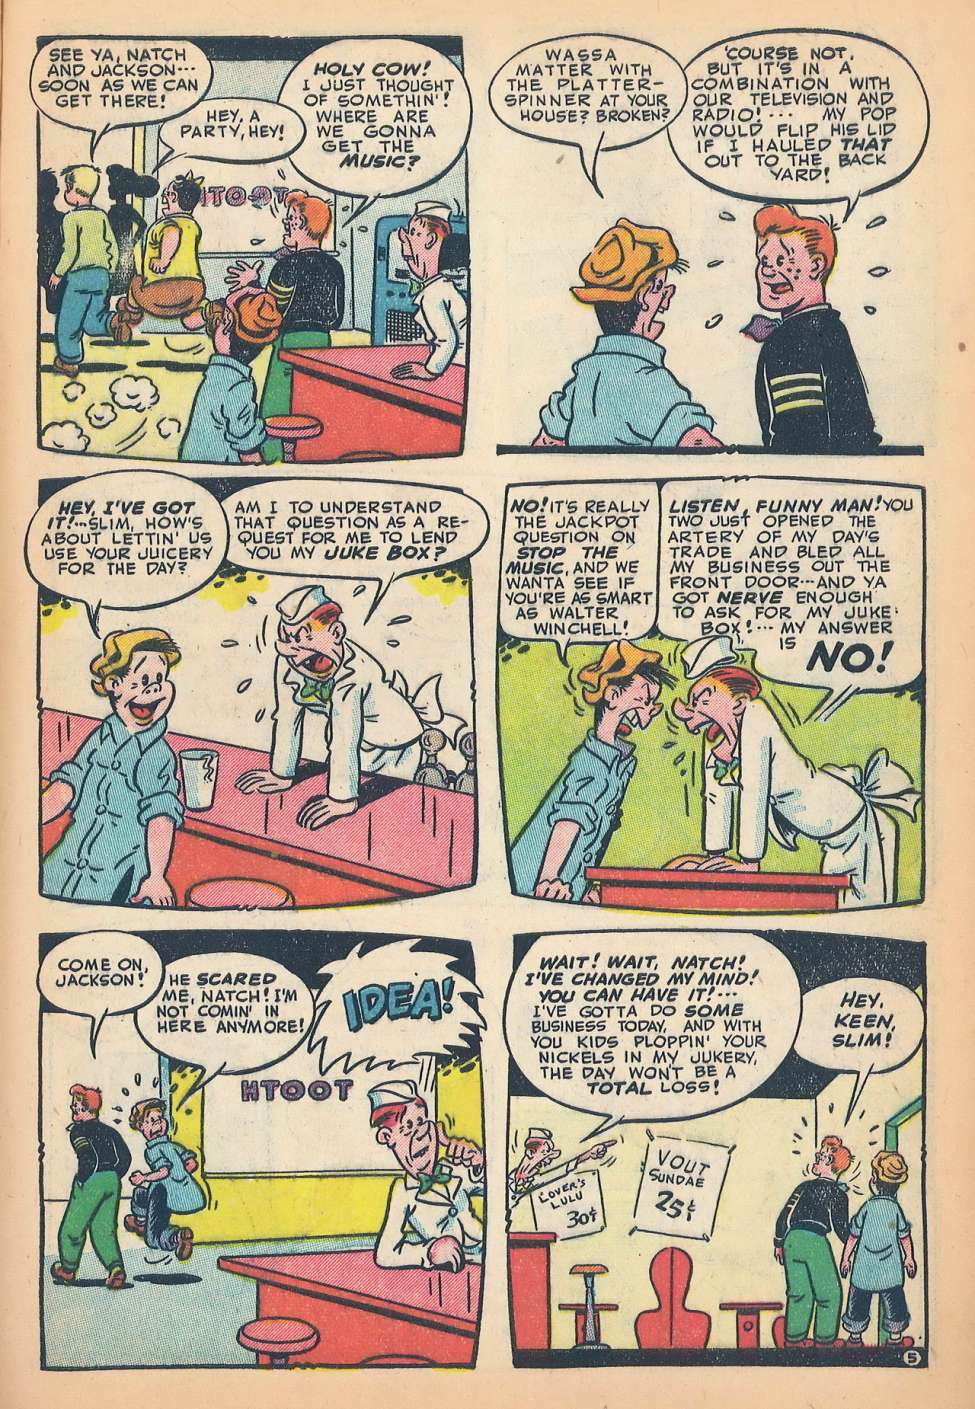 SEE YA, NATCH
AND JACKSON---
SOON AS WE CAN
GET THERE!
HEY, A
PARTY, HEY!
HOLY COW!
I JUST THOUGHT
OF SOMETHIN'!
WHERE ARE
WE GONNA
GET THE
MUSIC?
WASSA
MATTER WITH
THE PLATTER-
SPINNER AT YOUR
HOUSE? BROKEN?
'COURSE NOT,
BUT IT'S IN A
COMBINATION WITH
OUR TELEVISION AND
RADIO!--- MY POP
WOULD FLIP HIS LID
IF I HAULED THAT
OUT TO THE BACK
YARD!
HEY, I'VE GOT
IT!--SLIM, HOW'S
ABOUT LETTIN' US
USE YOUR JUICERY
FOR THE DAY?
AM I TO UNDERSTAND
THAT QUESTION AS A RE-
QUEST FOR ME TO LEND
YOU MY JUKE BOX?
NO! IT'S REALLY
THE JACKPOT
QUESTION ON
STOP THE
MUSIC, AND WE
WANTA SEE IF
YOU'RE AS SMART
AS WALTER
WINCHELL!
LISTEN, FUNNY MAN! YOU
TWO JUST OPENED THE
ARTERY OF MY DAY'S
TRADE AND BLED ALL
MY BUSINESS OUT THE
FRONT DOOR---AND YA
GOT NERVE ENOUGH
TO ASK FOR MY JUKE
BOX!--- MY ANSWER
IS NO!
COME ON,
JACKSON!
HE SCARED
ME, NATCH! I'M
NOT COMIN' IN
HERE ANYMORE!
IDEA!
HTOOT
WAIT! WAIT, NATCH!
I'VE CHANGED MY MIND!
YOU CAN HAVE IT!---
I'VE GOTTA DO SOME
BUSINESS TODAY, AND WITH
YOU KIDS PLOPPIN' YOUR
NICKELS IN MY JUKERY,
THE DAY WON'T BE A
TOTAL LOSS!
HEY,
KEEN,
SLIM!
LOVER'S
LULU
30¢
VOUT
SUNDAE
25¢
5